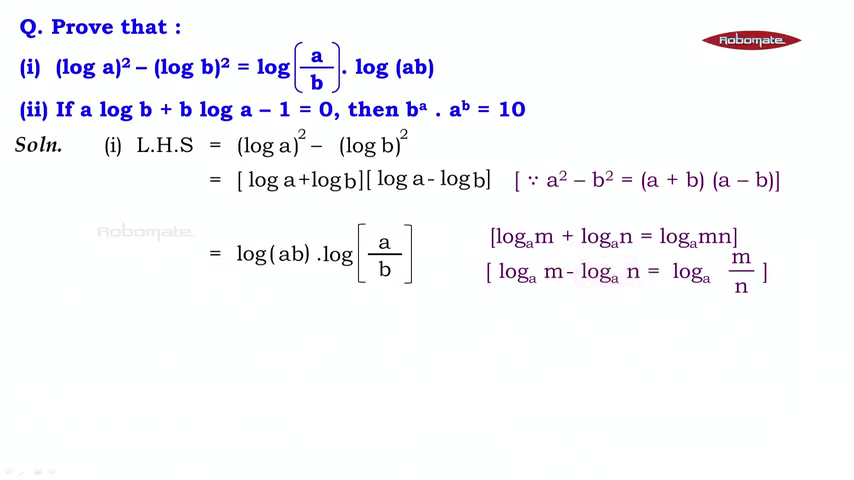 Q. Prove that :
Robomate
(i) (log a)² – (log b)² = log [a/b] . log (ab)
(ii) If a log b + b log a – 1 = 0, then bᵃ . aᵇ = 10
Soln. (i) L.H.S = (log a)² – (log b)²
= [ log a+logb][ log a- logb] [ ∵ a² – b² = (a + b) (a – b)]
Robomate
[logₐm + logₐn = logₐmn]
= log(ab) .log [a/b]
[ logₐ m- logₐ n = logₐ m/n ]